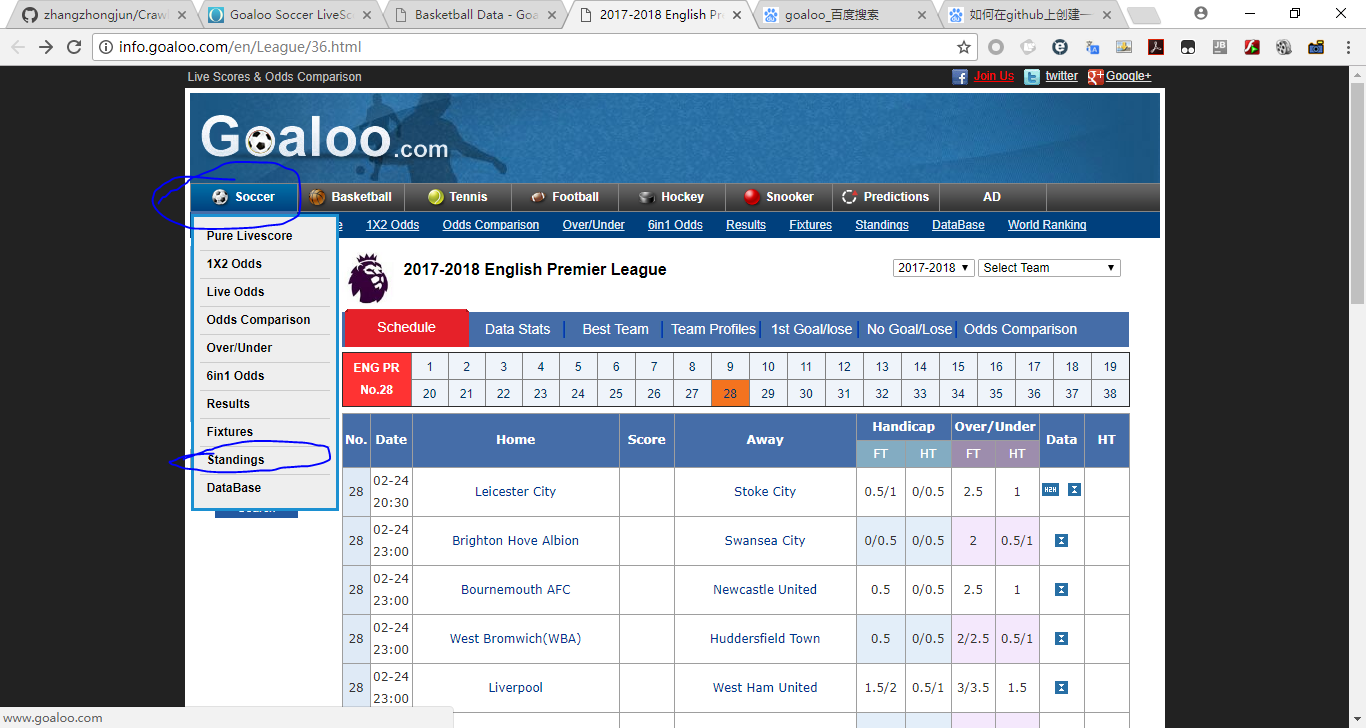 zhangzhongjun/Crawl
Goaloo Soccer LiveSc
Basketball Data - Goa
2017-2018 English Pr
goaloo_百度搜索
如何在github上创建一
info.goaloo.com/en/League/36.html
Live Scores & Odds Comparison
Join Us twitter Google+
Goaloo.com
Soccer Basketball Tennis Football Hockey Snooker Predictions AD
1X2 Odds Odds Comparison Over/Under 6in1 Odds Results Fixtures Standings DataBase World Ranking
Pure Livescore
1X2 Odds
Live Odds
Odds Comparison
Over/Under
6in1 Odds
Results
Fixtures
Standings
DataBase
2017-2018 English Premier League
2017-2018 Select Team
Schedule Data Stats Best Team Team Profiles 1st Goal/lose No Goal/Lose Odds Comparison
ENG PR
No.28
1 2 3 4 5 6 7 8 9 10 11 12 13 14 15 16 17 18 19
20 21 22 23 24 25 26 27 28 29 30 31 32 33 34 35 36 37 38
No. Date Home Score Away Handicap Over/Under Data HT
FT HT FT HT
28 02-24 20:30 Leicester City Stoke City 0.5/1 0/0.5 2.5 1 H2H
28 02-24 23:00 Brighton Hove Albion Swansea City 0/0.5 0/0.5 2 0.5/1
28 02-24 23:00 Bournemouth AFC Newcastle United 0.5 0/0.5 2.5 1
28 02-24 23:00 West Bromwich(WBA) Huddersfield Town 0.5 0/0.5 2/2.5 0.5/1
28 02-24 23:00 Liverpool West Ham United 1.5/2 0.5/1 3/3.5 1.5
www.goaloo.com